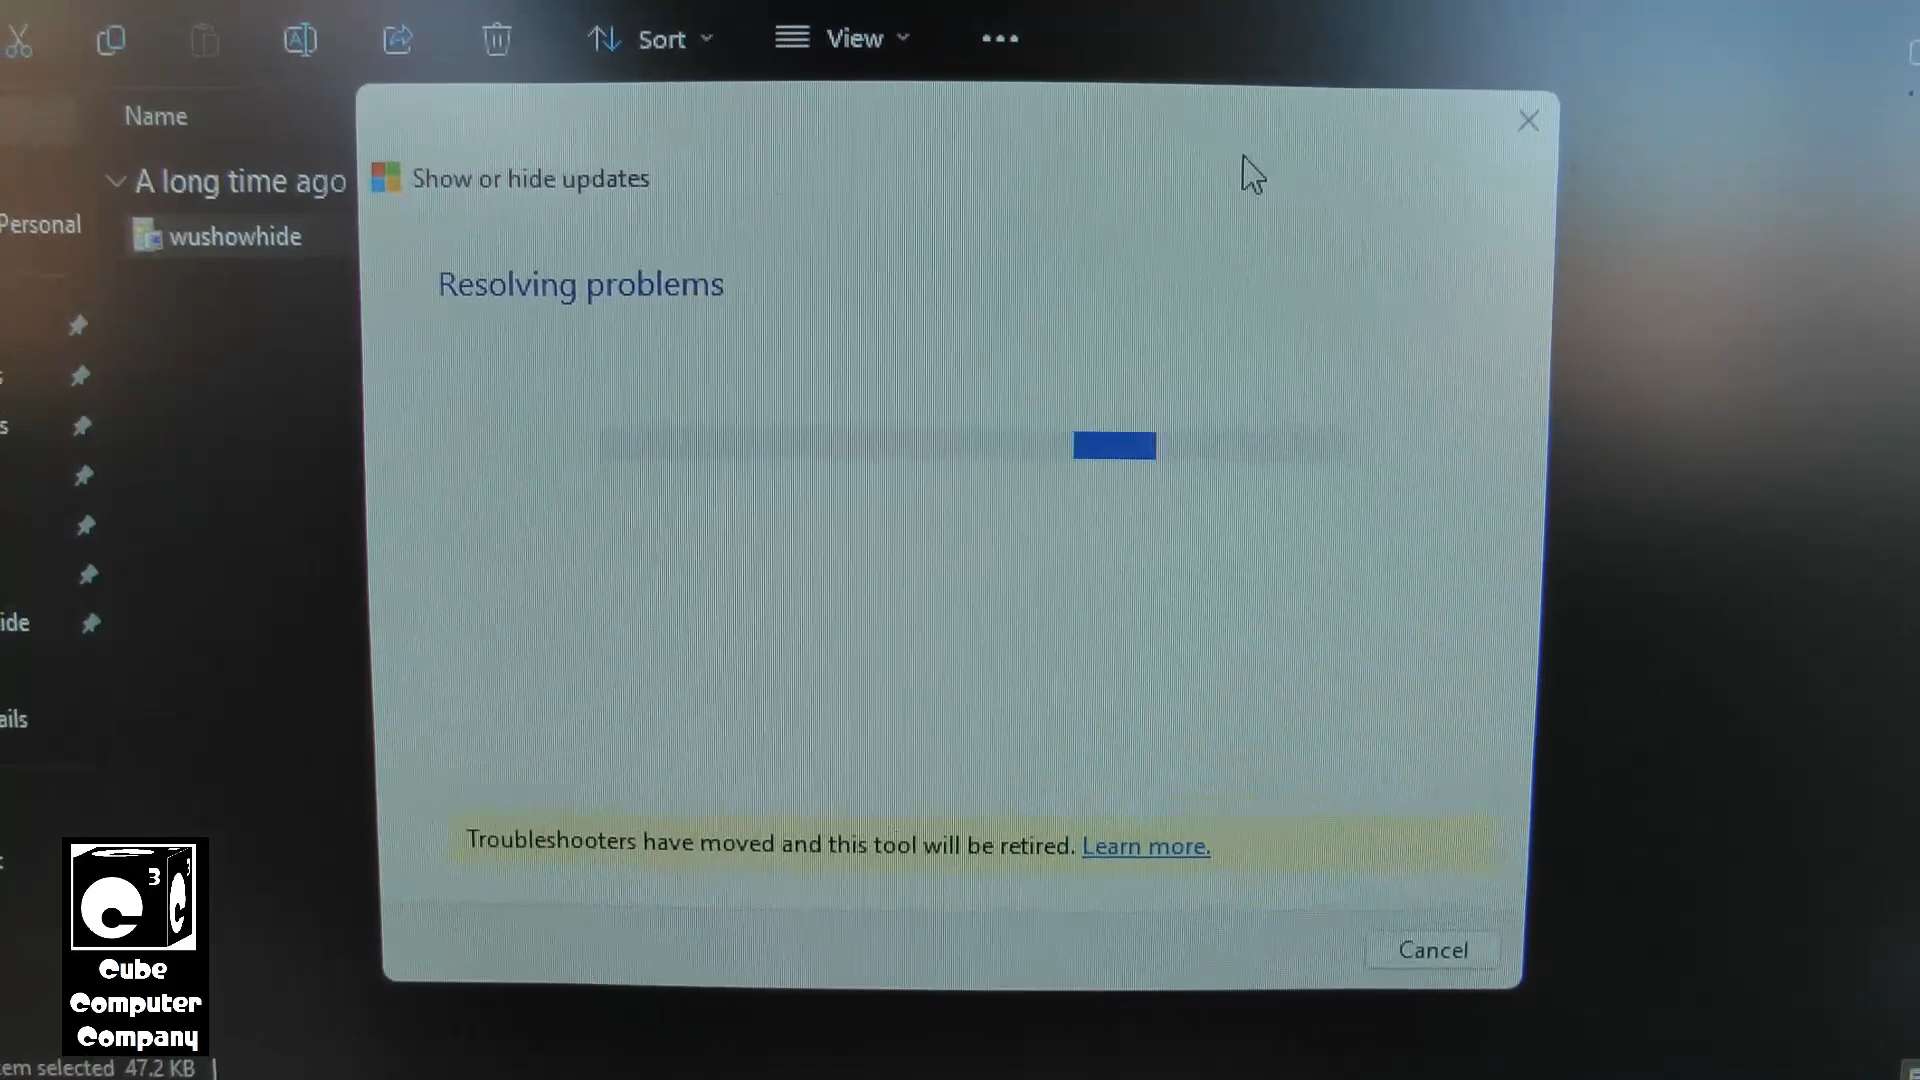 Sort
View
Name
A long time ago
Show or hide updates
Personal
wushowhide
Resolving problems
ide
ails
Troubleshooters have moved and this tool will be retired. Learn more.
Cancel
C 3 C 3
Cube
Computer
Company
em selected 47.2 KB